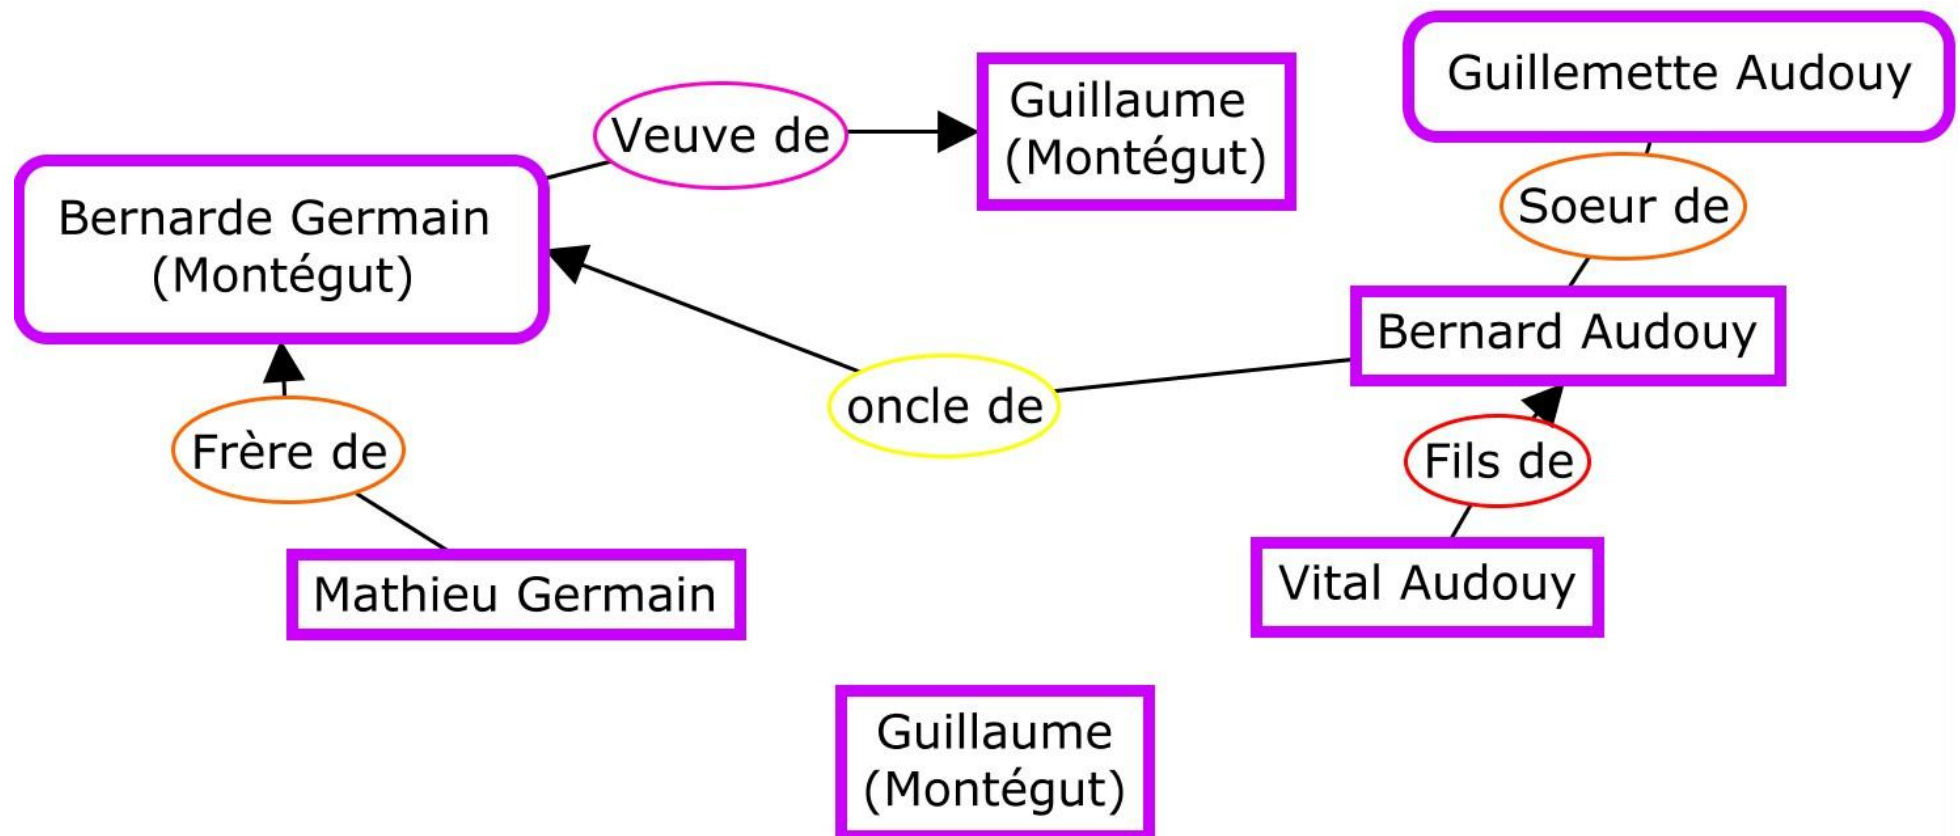 Guillemette Audouy
Guillaume
(Montégut)
Veuve de
Soeur de
Bernarde Germain
(Montégut)
Bernard Audouy
oncle de
Frère de
Fils de
Mathieu Germain
Vital Audouy
Guillaume
(Montégut)